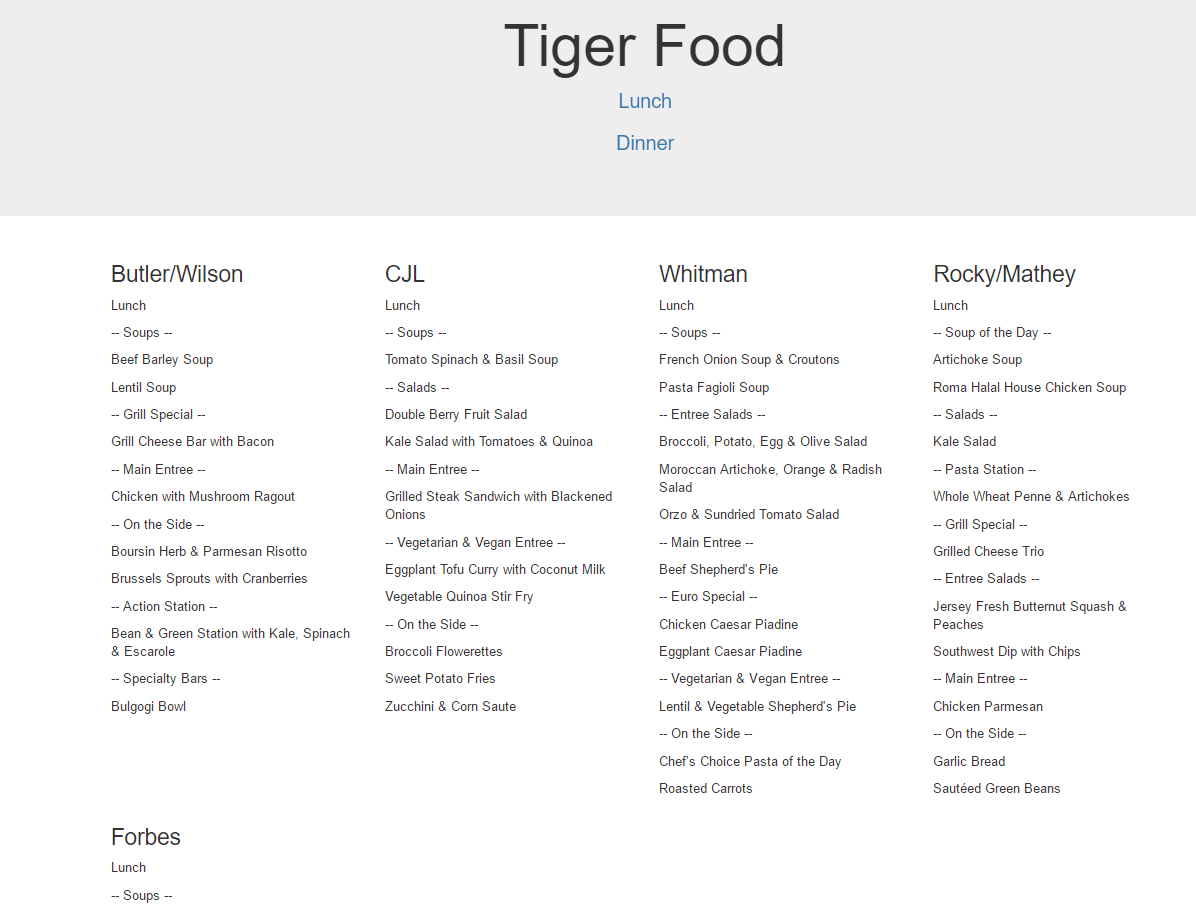 Tiger Food
Lunch
Dinner
Butler/Wilson
Lunch
-- Soups --
Beef Barley Soup
Lentil Soup
-- Grill Special --
Grill Cheese Bar with Bacon
-- Main Entree --
Chicken with Mushroom Ragout
-- On the Side --
Boursin Herb & Parmesan Risotto
Brussels Sprouts with Cranberries
-- Action Station --
Bean & Green Station with Kale, Spinach
& Escarole
-- Specialty Bars --
Bulgogi Bowl
CJL
Lunch
-- Soups --
Tomato Spinach & Basil Soup
-- Salads --
Double Berry Fruit Salad
Kale Salad with Tomatoes & Quinoa
-- Main Entree --
Grilled Steak Sandwich with Blackened
Onions
-- Vegetarian & Vegan Entree --
Eggplant Tofu Curry with Coconut Milk
Vegetable Quinoa Stir Fry
-- On the Side --
Broccoli Flowerettes
Sweet Potato Fries
Zucchini & Corn Saute
Whitman
Lunch
-- Soups --
French Onion Soup & Croutons
Pasta Fagioli Soup
-- Entree Salads --
Broccoli, Potato, Egg & Olive Salad
Moroccan Artichoke, Orange & Radish
Salad
Orzo & Sundried Tomato Salad
-- Main Entree --
Beef Shepherd's Pie
-- Euro Special --
Chicken Caesar Piadine
Eggplant Caesar Piadine
-- Vegetarian & Vegan Entree --
Lentil & Vegetable Shepherd's Pie
-- On the Side --
Chef's Choice Pasta of the Day
Roasted Carrots
Rocky/Mathey
Lunch
-- Soup of the Day --
Artichoke Soup
Roma Halal House Chicken Soup
-- Salads --
Kale Salad
-- Pasta Station --
Whole Wheat Penne & Artichokes
-- Grill Special --
Grilled Cheese Trio
-- Entree Salads --
Jersey Fresh Butternut Squash &
Peaches
Southwest Dip with Chips
-- Main Entree --
Chicken Parmesan
-- On the Side --
Garlic Bread
Sautéed Green Beans
Forbes
Lunch
-- Soups --